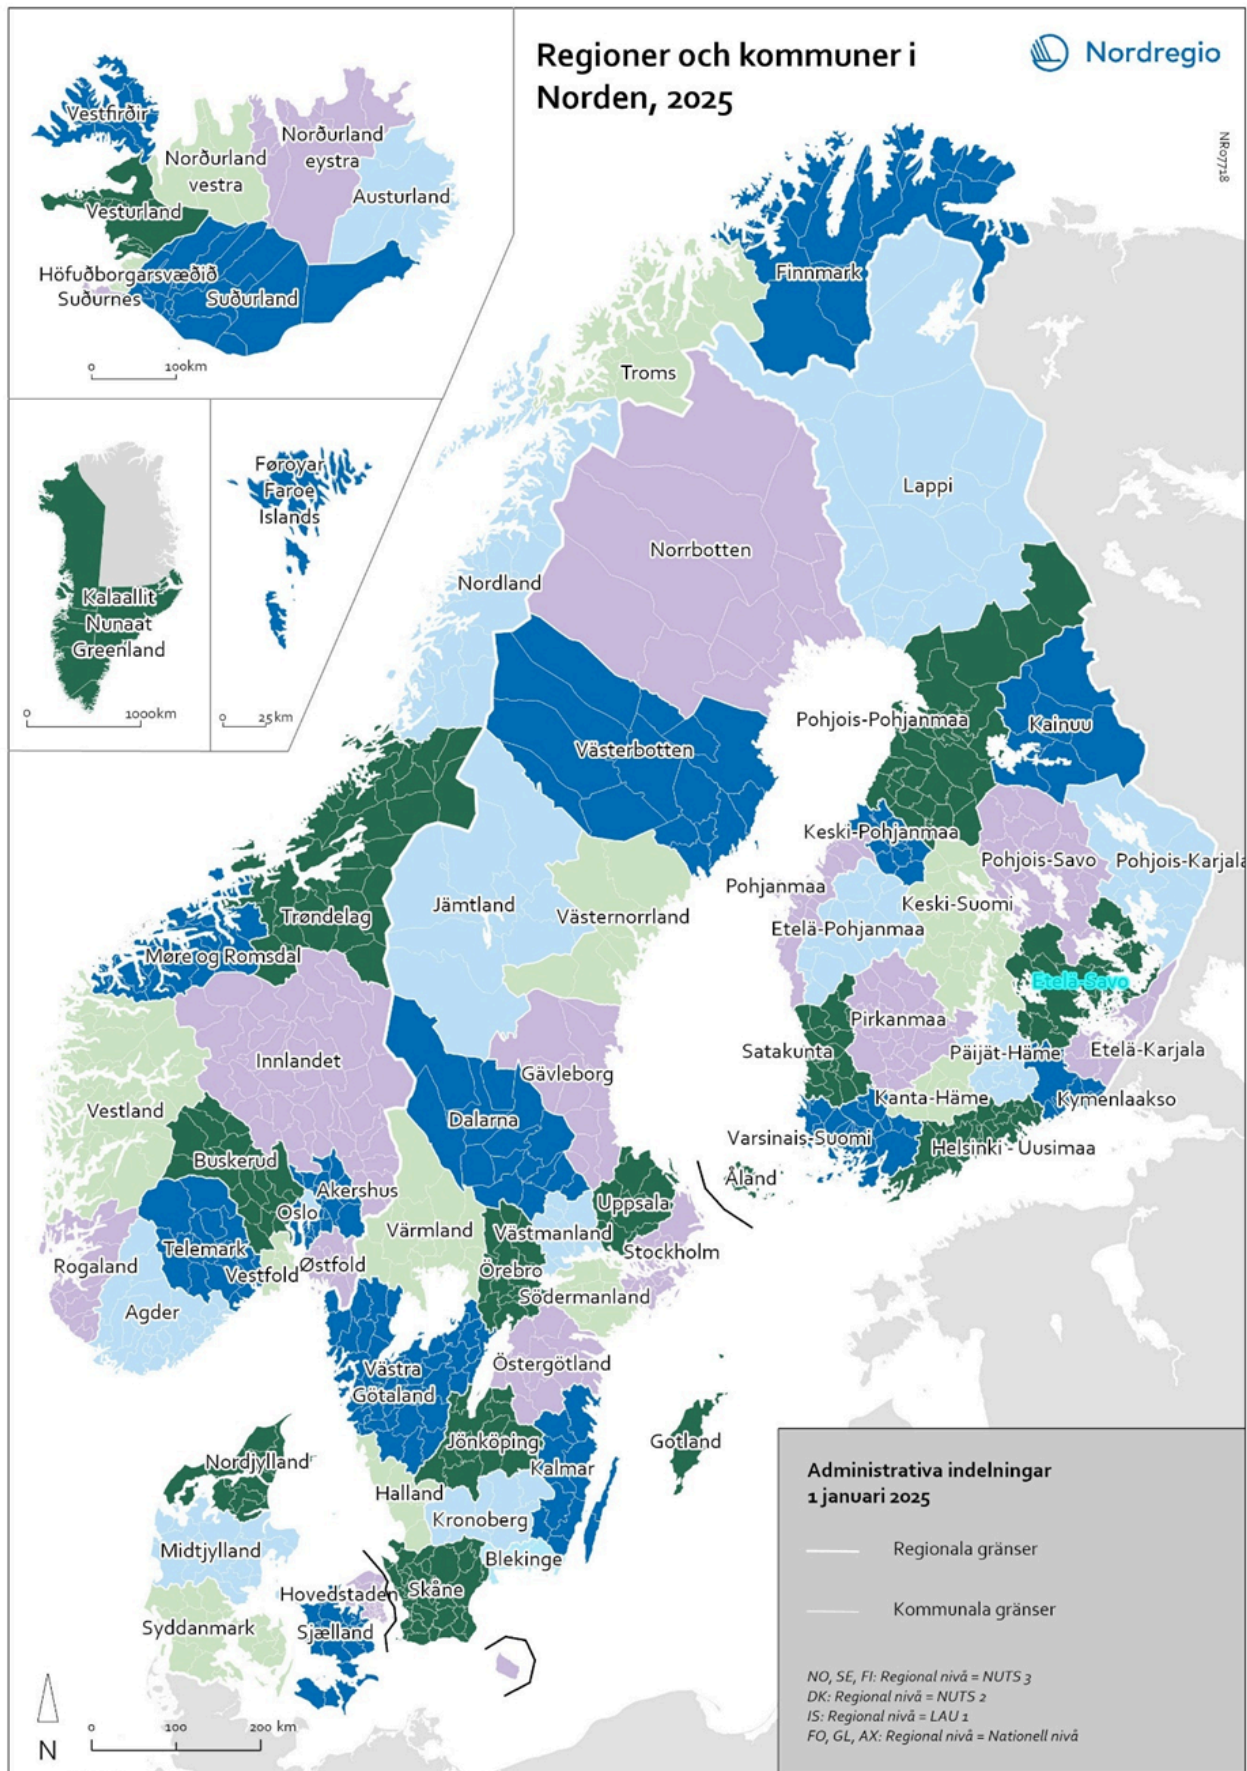 Regioner och kommuner i
Norden, 2025
Nordregio
NR07718
Vestfirðir
Norðurland
vestra
Norðurland
eystra
Austurland
Vesturland
Höfuðborgarsvæðið
Suðurnes
Suðurland
0
100km
Kalaallit
Nunaat
Greenland
0
1000km
Føroyar
Faroe
Islands
0
25km
Finnmark
Troms
Lappi
Norrbotten
Nordland
Pohjois-Pohjanmaa
Kainuu
Västerbotten
Keski-Pohjanmaa
Pohjois-Savo
Pohjois-Karjala
Pohjanmaa
Keski-Suomi
Etelä-Pohjanmaa
Jämtland
Västernorrland
Trøndelag
Møre og Romsdal
Etelä-Savo
Pirkanmaa
Satakunta
Päijät-Häme
Etelä-Karjala
Innlandet
Gävleborg
Kanta-Häme
Kymenlaakso
Vestland
Dalarna
Varsinais-Suomi
Helsinki - Uusimaa
Buskerud
Åland
Akershus
Oslo
Uppsala
Värmland
Västmanland
Stockholm
Telemark
Rogaland
Vestfold
Østfold
Örebro
Södermanland
Agder
Östergötland
Västra
Götaland
Jönköping
Gotland
Nordjylland
Kalmar
Halland
Kronoberg
Midtjylland
Blekinge
Hovedstaden
Skåne
Syddanmark
Sjælland
N
0
100
200 km
Administrativa indelningar
1 januari 2025
Regionala gränser
Kommunala gränser
NO, SE, FI: Regional nivå = NUTS 3
DK: Regional nivå = NUTS 2
IS: Regional nivå = LAU 1
FO, GL, AX: Regional nivå = Nationell nivå